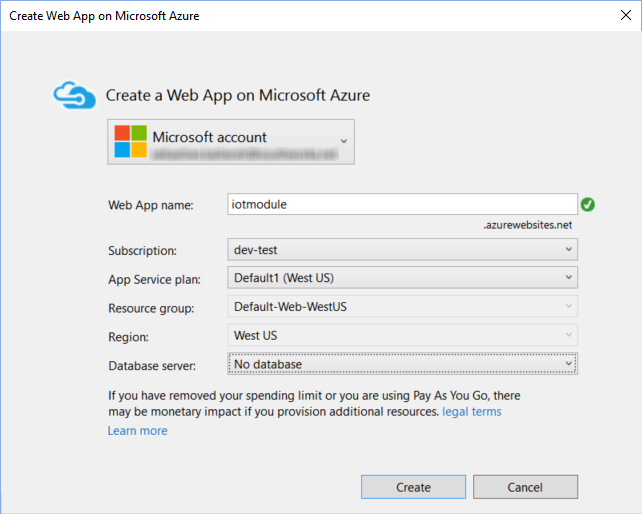 Create Web App on Microsoft Azure
Create a Web App on Microsoft Azure
Microsoft account
Web App name:
iotmodule
.azurewebsites.net
Subscription:
dev-test
App Service plan:
Default1 (West US)
Resource group:
Default-Web-WestUS
Region:
West US
Database server:
No database
If you have removed your spending limit or you are using Pay As You Go, there
may be monetary impact if you provision additional resources. legal terms
Learn more
Create
Cancel